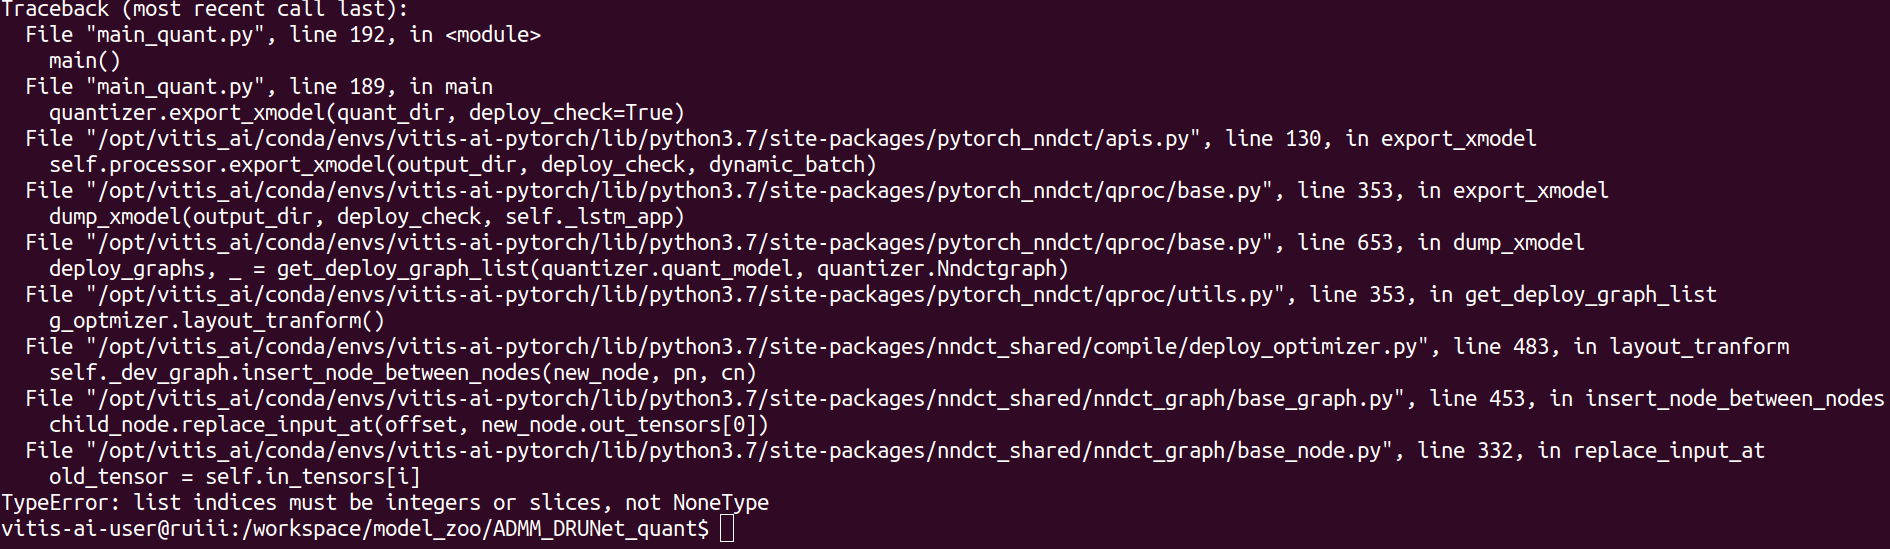 Traceback (most recent call last):
  File "main_quant.py", line 192, in <module>
    main()
  File "main_quant.py", line 189, in main
    quantizer.export_xmodel(quant_dir, deploy_check=True)
  File "/opt/vitis_ai/conda/envs/vitis-ai-pytorch/lib/python3.7/site-packages/pytorch_nndct/apis.py", line 130, in export_xmodel
    self.processor.export_xmodel(output_dir, deploy_check, dynamic_batch)
  File "/opt/vitis_ai/conda/envs/vitis-ai-pytorch/lib/python3.7/site-packages/pytorch_nndct/qproc/base.py", line 353, in export_xmodel
    dump_xmodel(output_dir, deploy_check, self._lstm_app)
  File "/opt/vitis_ai/conda/envs/vitis-ai-pytorch/lib/python3.7/site-packages/pytorch_nndct/qproc/base.py", line 653, in dump_xmodel
    deploy_graphs, _ = get_deploy_graph_list(quantizer.quant_model, quantizer.Nndctgraph)
  File "/opt/vitis_ai/conda/envs/vitis-ai-pytorch/lib/python3.7/site-packages/pytorch_nndct/qproc/utils.py", line 353, in get_deploy_graph_list
    g_optmizer.layout_tranform()
  File "/opt/vitis_ai/conda/envs/vitis-ai-pytorch/lib/python3.7/site-packages/nndct_shared/compile/deploy_optimizer.py", line 483, in layout_tranform
    self._dev_graph.insert_node_between_nodes(new_node, pn, cn)
  File "/opt/vitis_ai/conda/envs/vitis-ai-pytorch/lib/python3.7/site-packages/nndct_shared/nndct_graph/base_graph.py", line 453, in insert_node_between_nodes
    child_node.replace_input_at(offset, new_node.out_tensors[0])
  File "/opt/vitis_ai/conda/envs/vitis-ai-pytorch/lib/python3.7/site-packages/nndct_shared/nndct_graph/base_node.py", line 332, in replace_input_at
    old_tensor = self.in_tensors[i]
TypeError: list indices must be integers or slices, not NoneType
vitis-ai-user@ruiii:/workspace/model_zoo/ADMM_DRUNet_quant$